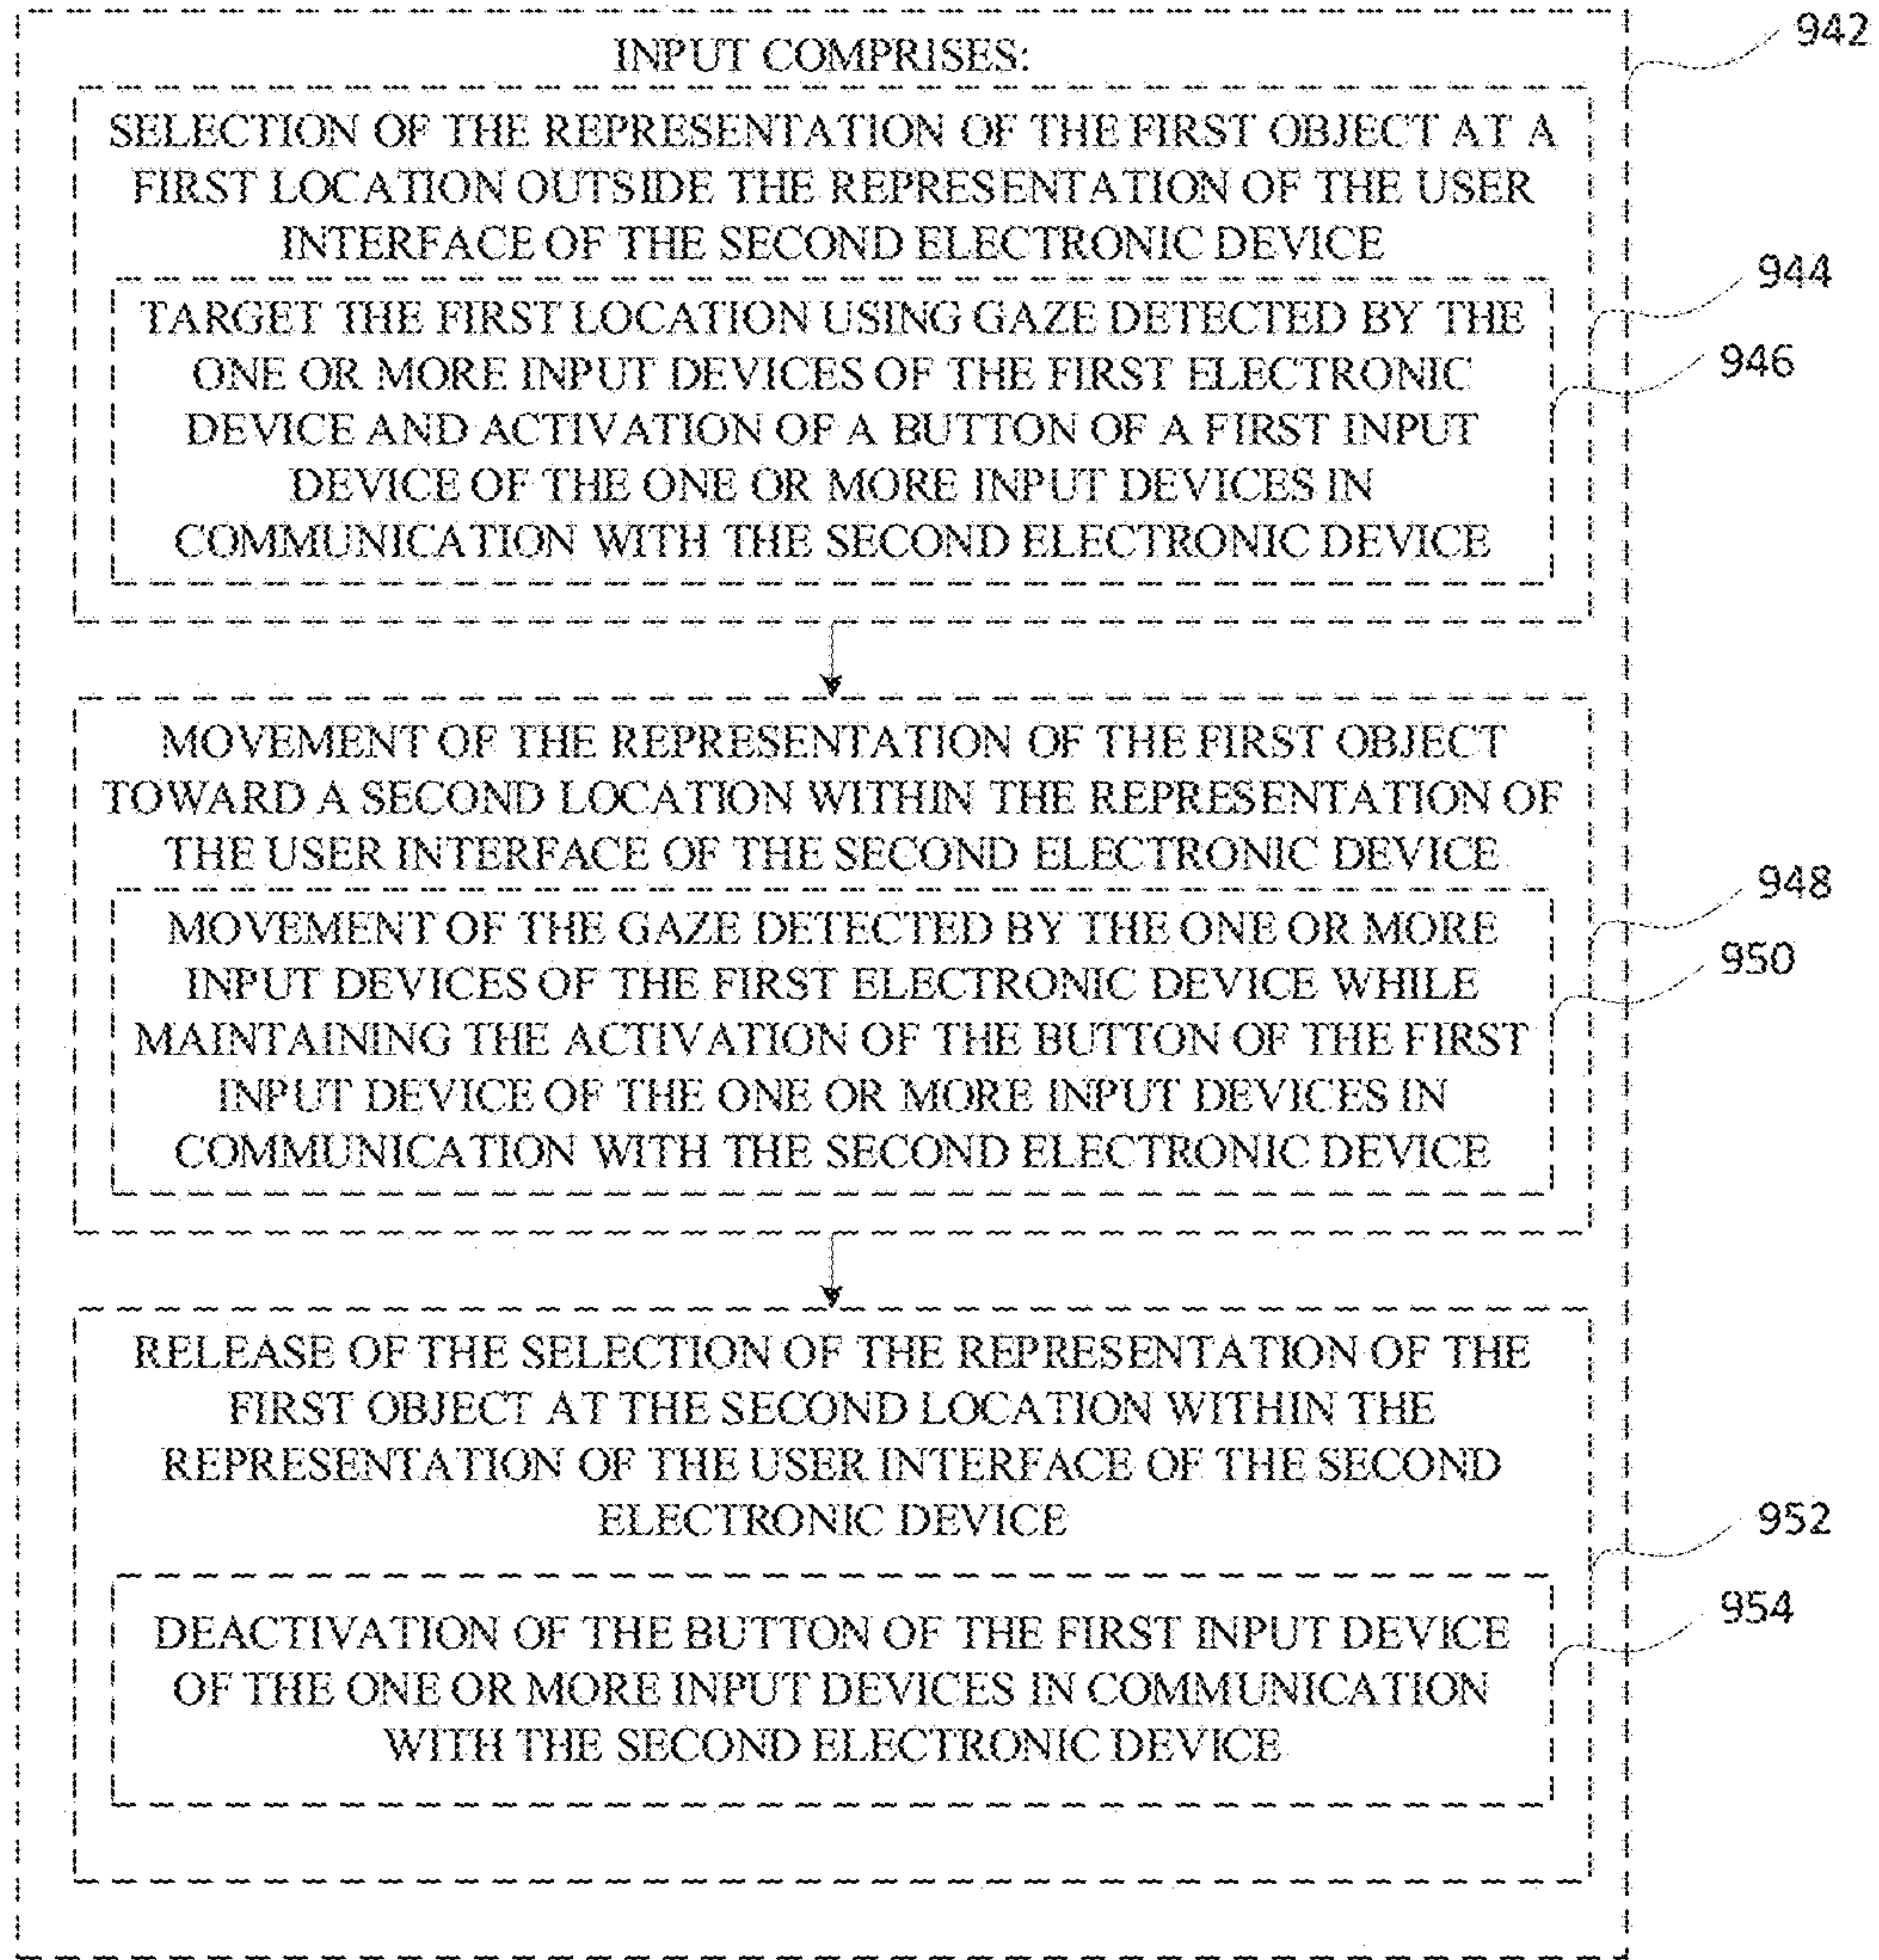 INPUT COMPRISES:
942
SELECTION OF THE REPRESENTATION OF THE FIRST OBJECT AT A
FIRST LOCATION OUTSIDE THE REPRESENTATION OF THE USER
INTERFACE OF THE SECOND ELECTRONIC DEVICE
944
TARGET THE FIRST LOCATION USING GAZE DETECTED BY THE
ONE OR MORE INPUT DEVICES OF THE FIRST ELECTRONIC
DEVICE AND ACTIVATION OF A BUTTON OF A FIRST INPUT
DEVICE OF THE ONE OR MORE INPUT DEVICES IN
COMMUNICATION WITH THE SECOND ELECTRONIC DEVICE
946
MOVEMENT OF THE REPRESENTATION OF THE FIRST OBJECT
TOWARD A SECOND LOCATION WITHIN THE REPRESENTATION OF
THE USER INTERFACE OF THE SECOND ELECTRONIC DEVICE
948
MOVEMENT OF THE GAZE DETECTED BY THE ONE OR MORE
INPUT DEVICES OF THE FIRST ELECTRONIC DEVICE WHILE
MAINTAINING THE ACTIVATION OF THE BUTTON OF THE FIRST
INPUT DEVICE OF THE ONE OR MORE INPUT DEVICES IN
COMMUNICATION WITH THE SECOND ELECTRONIC DEVICE
950
RELEASE OF THE SELECTION OF THE REPRESENTATION OF THE
FIRST OBJECT AT THE SECOND LOCATION WITHIN THE
REPRESENTATION OF THE USER INTERFACE OF THE SECOND
ELECTRONIC DEVICE
952
DEACTIVATION OF THE BUTTON OF THE FIRST INPUT DEVICE
OF THE ONE OR MORE INPUT DEVICES IN COMMUNICATION
WITH THE SECOND ELECTRONIC DEVICE
954